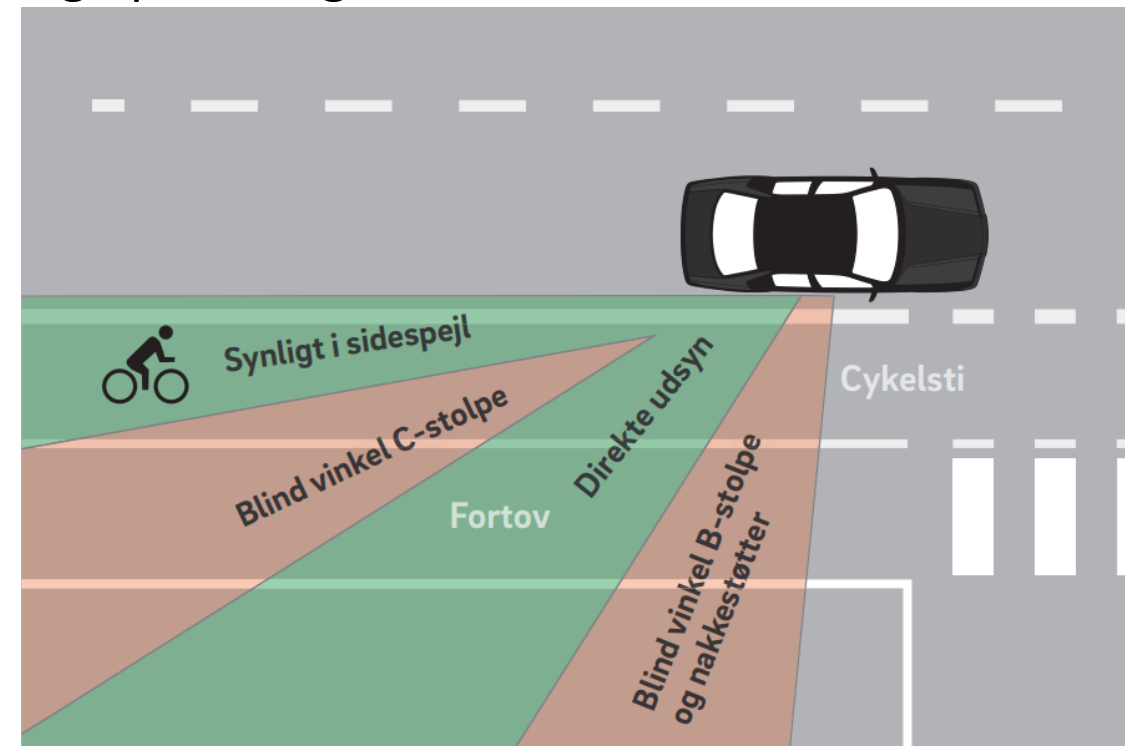 Synligt i sidespejl
Blind vinkel C-stolpe
Direkte udsyn
Cykelsti
Fortov
Blind vinkel B-stolpe
og nakkestøtter